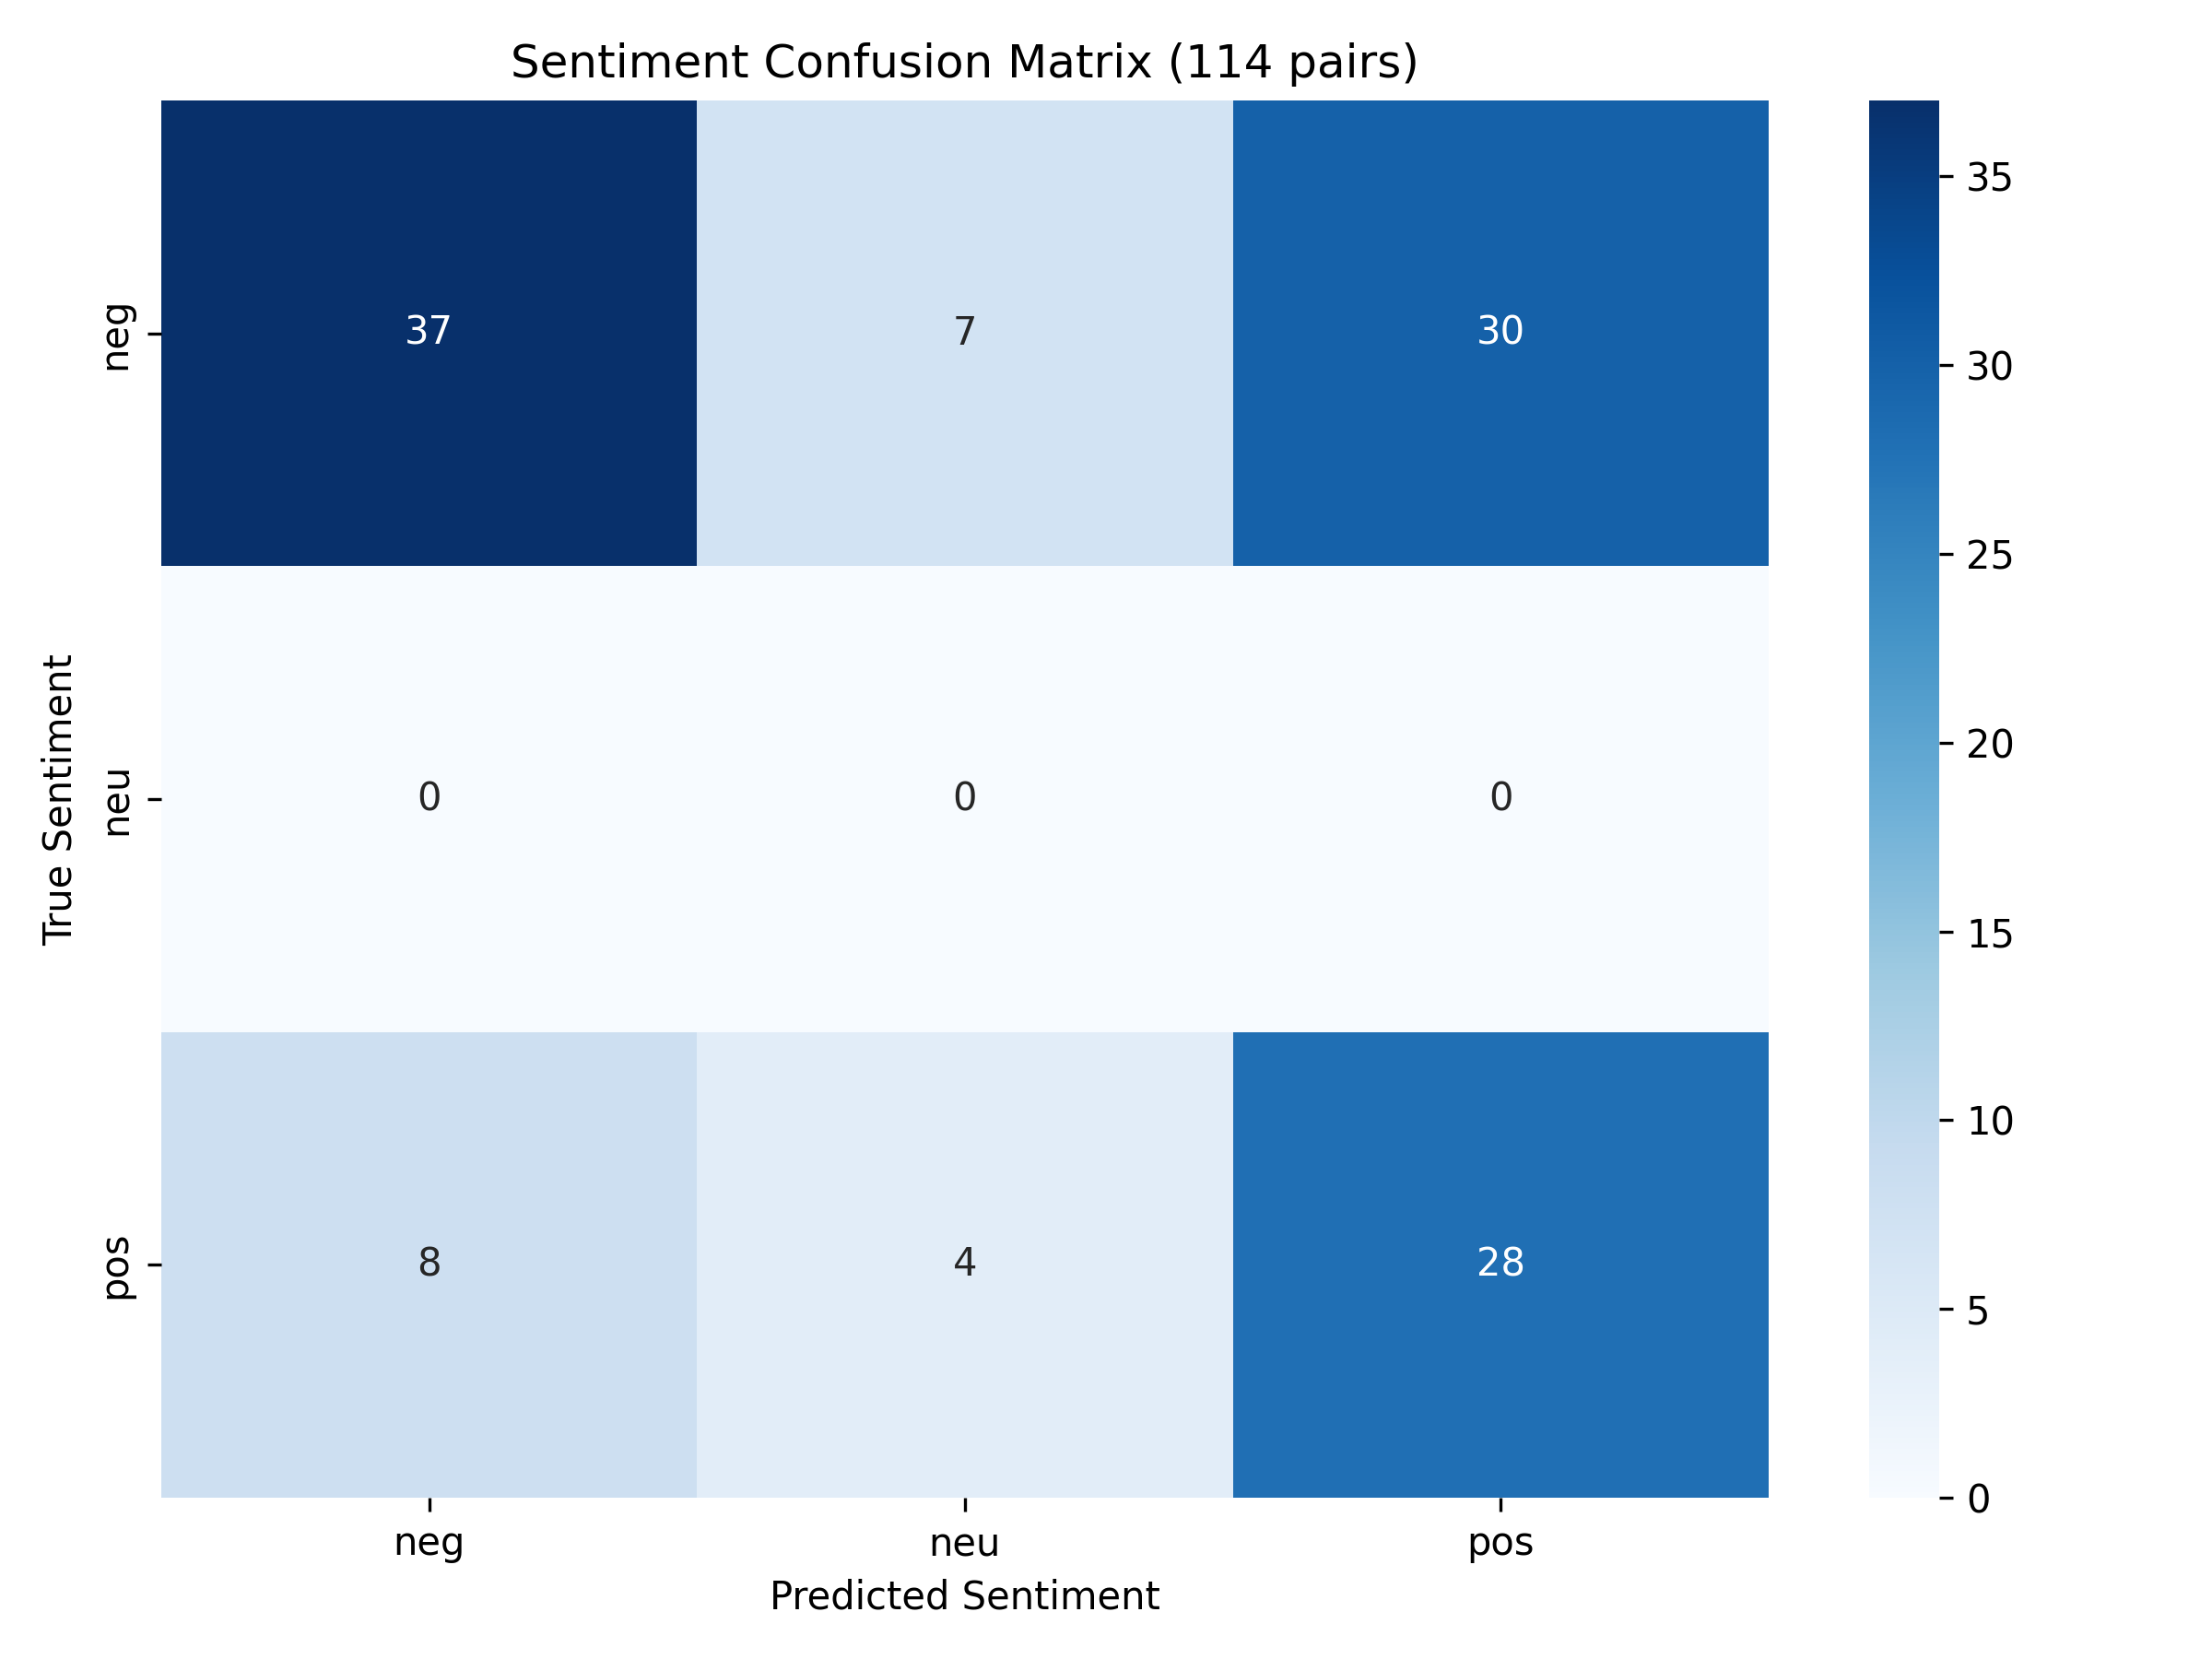 Sentiment Confusion Matrix (114 pairs)
True Sentiment
neg
37 7 30
neu
0 0 0
pos
8 4 28
neg neu pos
Predicted Sentiment
35
30
25
20
15
10
5
0